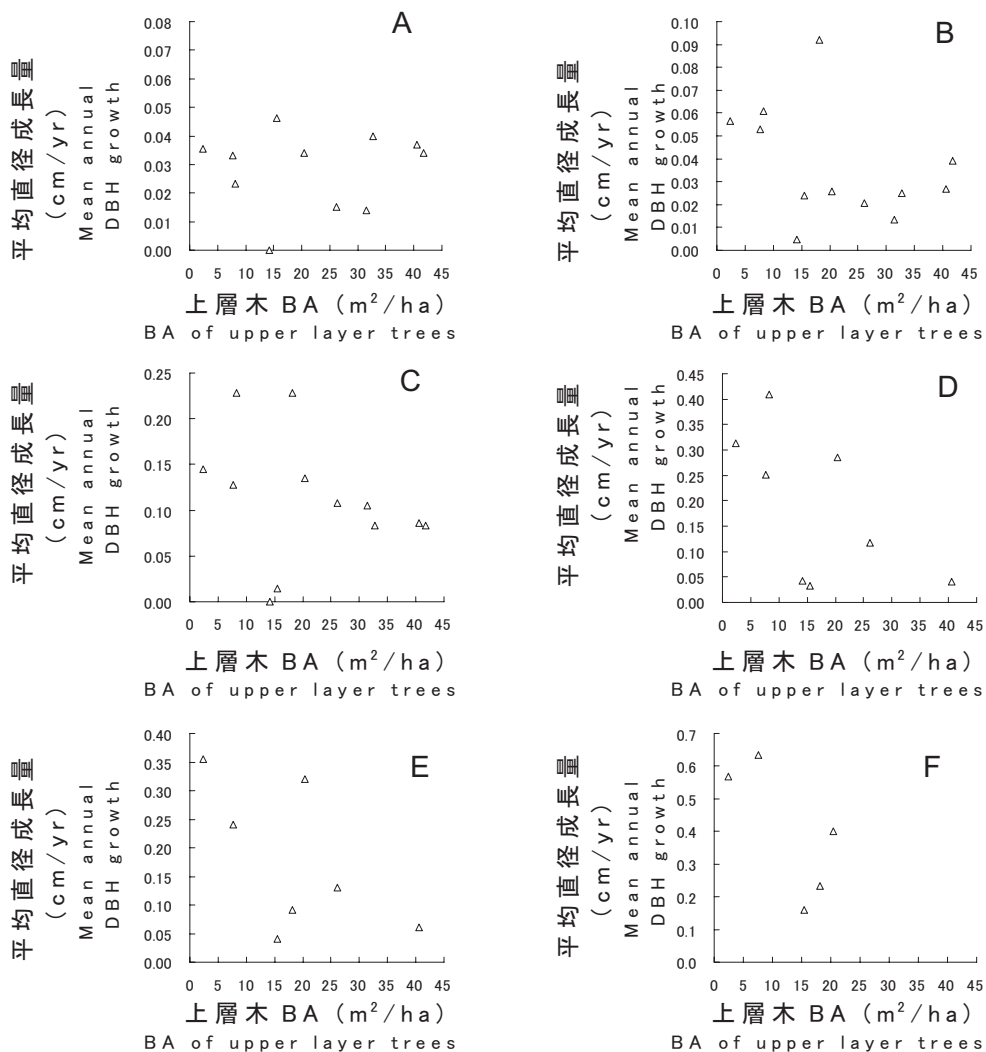 A
0.08
0.07
0.06
0.05
0.04
0.03
0.02
0.01
0.00
0 5 10 15 20 25 30 35 40 45
平均直径成長量
(cm/yr)
Mean annual
DBH growth
上層木 BA (m²/ha)
BA of upper layer trees
B
0.10
0.09
0.08
0.07
0.06
0.05
0.04
0.03
0.02
0.01
0.00
0 5 10 15 20 25 30 35 40 45
平均直径成長量
(cm/yr)
Mean annual
DBH growth
上層木 BA (m²/ha)
BA of upper layer trees
C
0.25
0.20
0.15
0.10
0.05
0.00
0 5 10 15 20 25 30 35 40 45
平均直径成長量
(cm/yr)
Mean annual
DBH growth
上層木 BA (m²/ha)
BA of upper layer trees
D
0.45
0.40
0.35
0.30
0.25
0.20
0.15
0.10
0.05
0.00
0 5 10 15 20 25 30 35 40 45
平均直径成長量
(cm/yr)
Mean annual
DBH growth
上層木 BA (m²/ha)
BA of upper layer trees
E
0.40
0.35
0.30
0.25
0.20
0.15
0.10
0.05
0.00
0 5 10 15 20 25 30 35 40 45
平均直径成長量
(cm/yr)
Mean annual
DBH growth
上層木 BA (m²/ha)
BA of upper layer trees
F
0.7
0.6
0.5
0.4
0.3
0.2
0.1
0.0
0 5 10 15 20 25 30 35 40 45
平均直径成長量
(cm/yr)
Mean annual
DBH growth
上層木 BA (m²/ha)
BA of upper layer trees